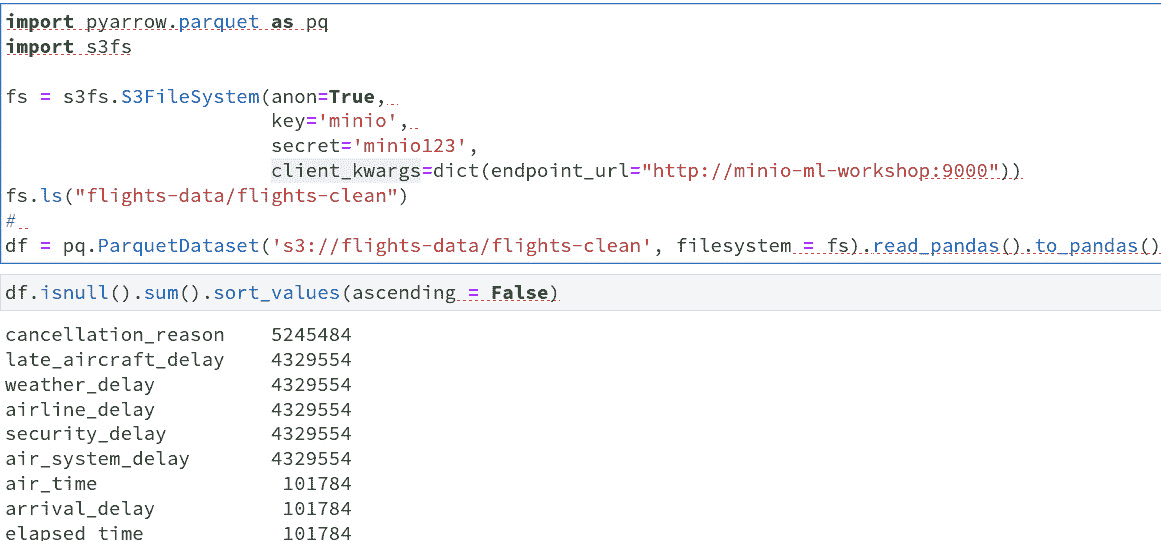 import pyarrow.parquet as pq
import s3fs
fs = s3fs.S3FileSystem(anon=True,
key='minio',
secret='minio123',
client_kwargs=dict(endpoint_url="http://minio-ml-workshop:9000"))
fs.ls("flights-data/flights-clean")
#
df = pq.ParquetDataset('s3://flights-data/flights-clean', filesystem = fs).read_pandas().to_pandas()
df.isnull().sum().sort_values(ascending = False)
cancellation_reason 5245484
late_aircraft_delay 4329554
weather_delay 4329554
airline_delay 4329554
security_delay 4329554
air_system_delay 4329554
air_time 101784
arrival_delay 101784
elapsed_time 101784